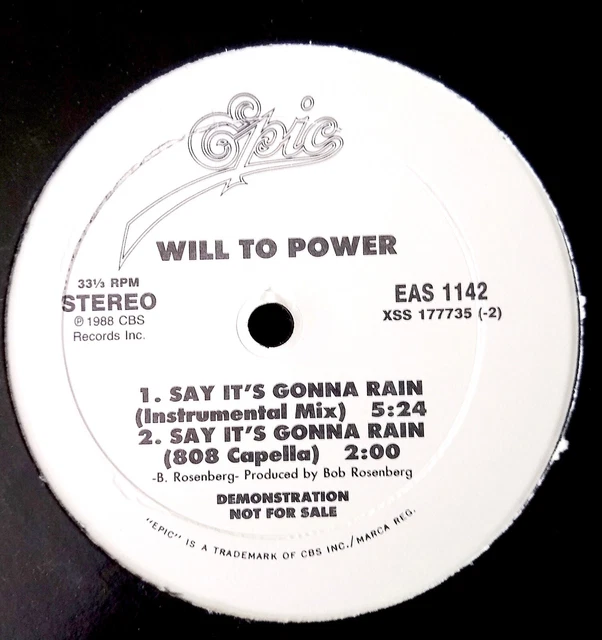 Epic
WILL TO POWER
33⅓ RPM
STEREO
℗ 1988 CBS
Records Inc.
EAS 1142
XSS 177735 (-2)
1. SAY IT'S GONNA RAIN
(Instrumental Mix) 5:24
2. SAY IT'S GONNA RAIN
(808 Capella) 2:00
-B. Rosenberg- Produced by Bob Rosenberg
DEMONSTRATION
NOT FOR SALE
"EPIC" IS A TRADEMARK OF CBS INC./MARCA REG.